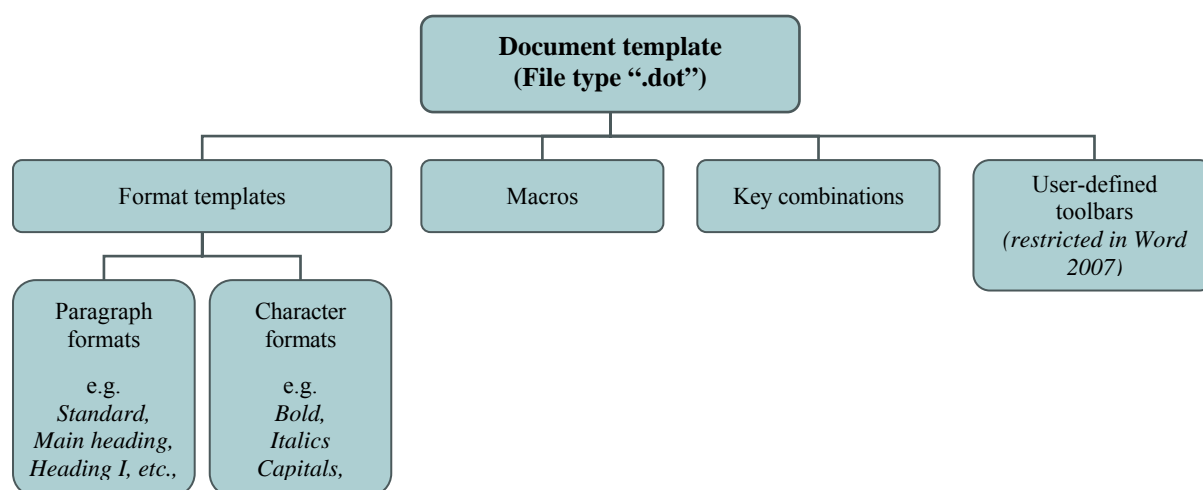 Document template
(File type “.dot”)
Format templates
Macros
Key combinations
User-defined
toolbars
(restricted in Word
2007)
Paragraph
formats
e.g.
Standard,
Main heading,
Heading I, etc.,
Character
formats
e.g.
Bold,
Italics
Capitals,